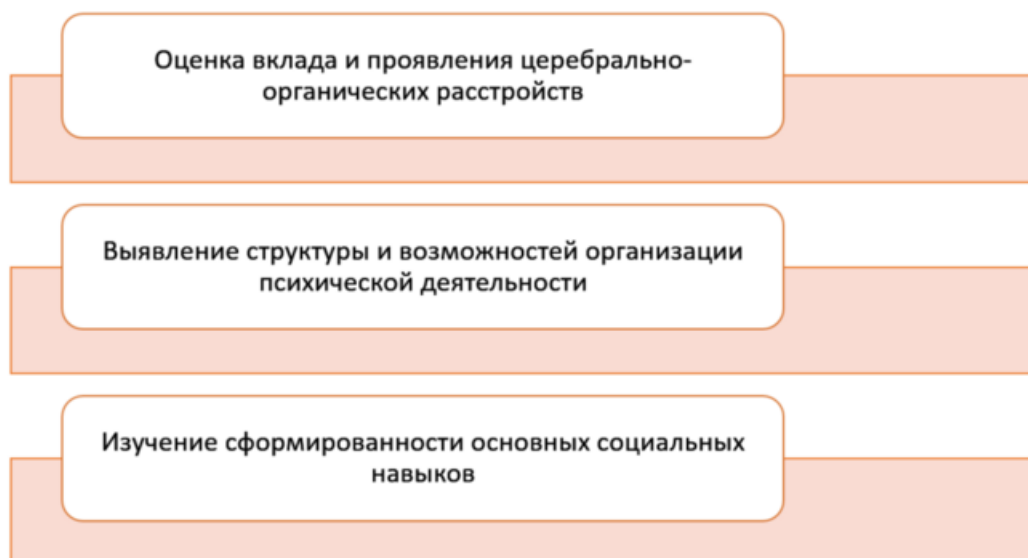 Оценка вклада и проявления церебрально-
органических расстройств
Выявление структуры и возможностей организации
психической деятельности
Изучение сформированности основных социальных
навыков